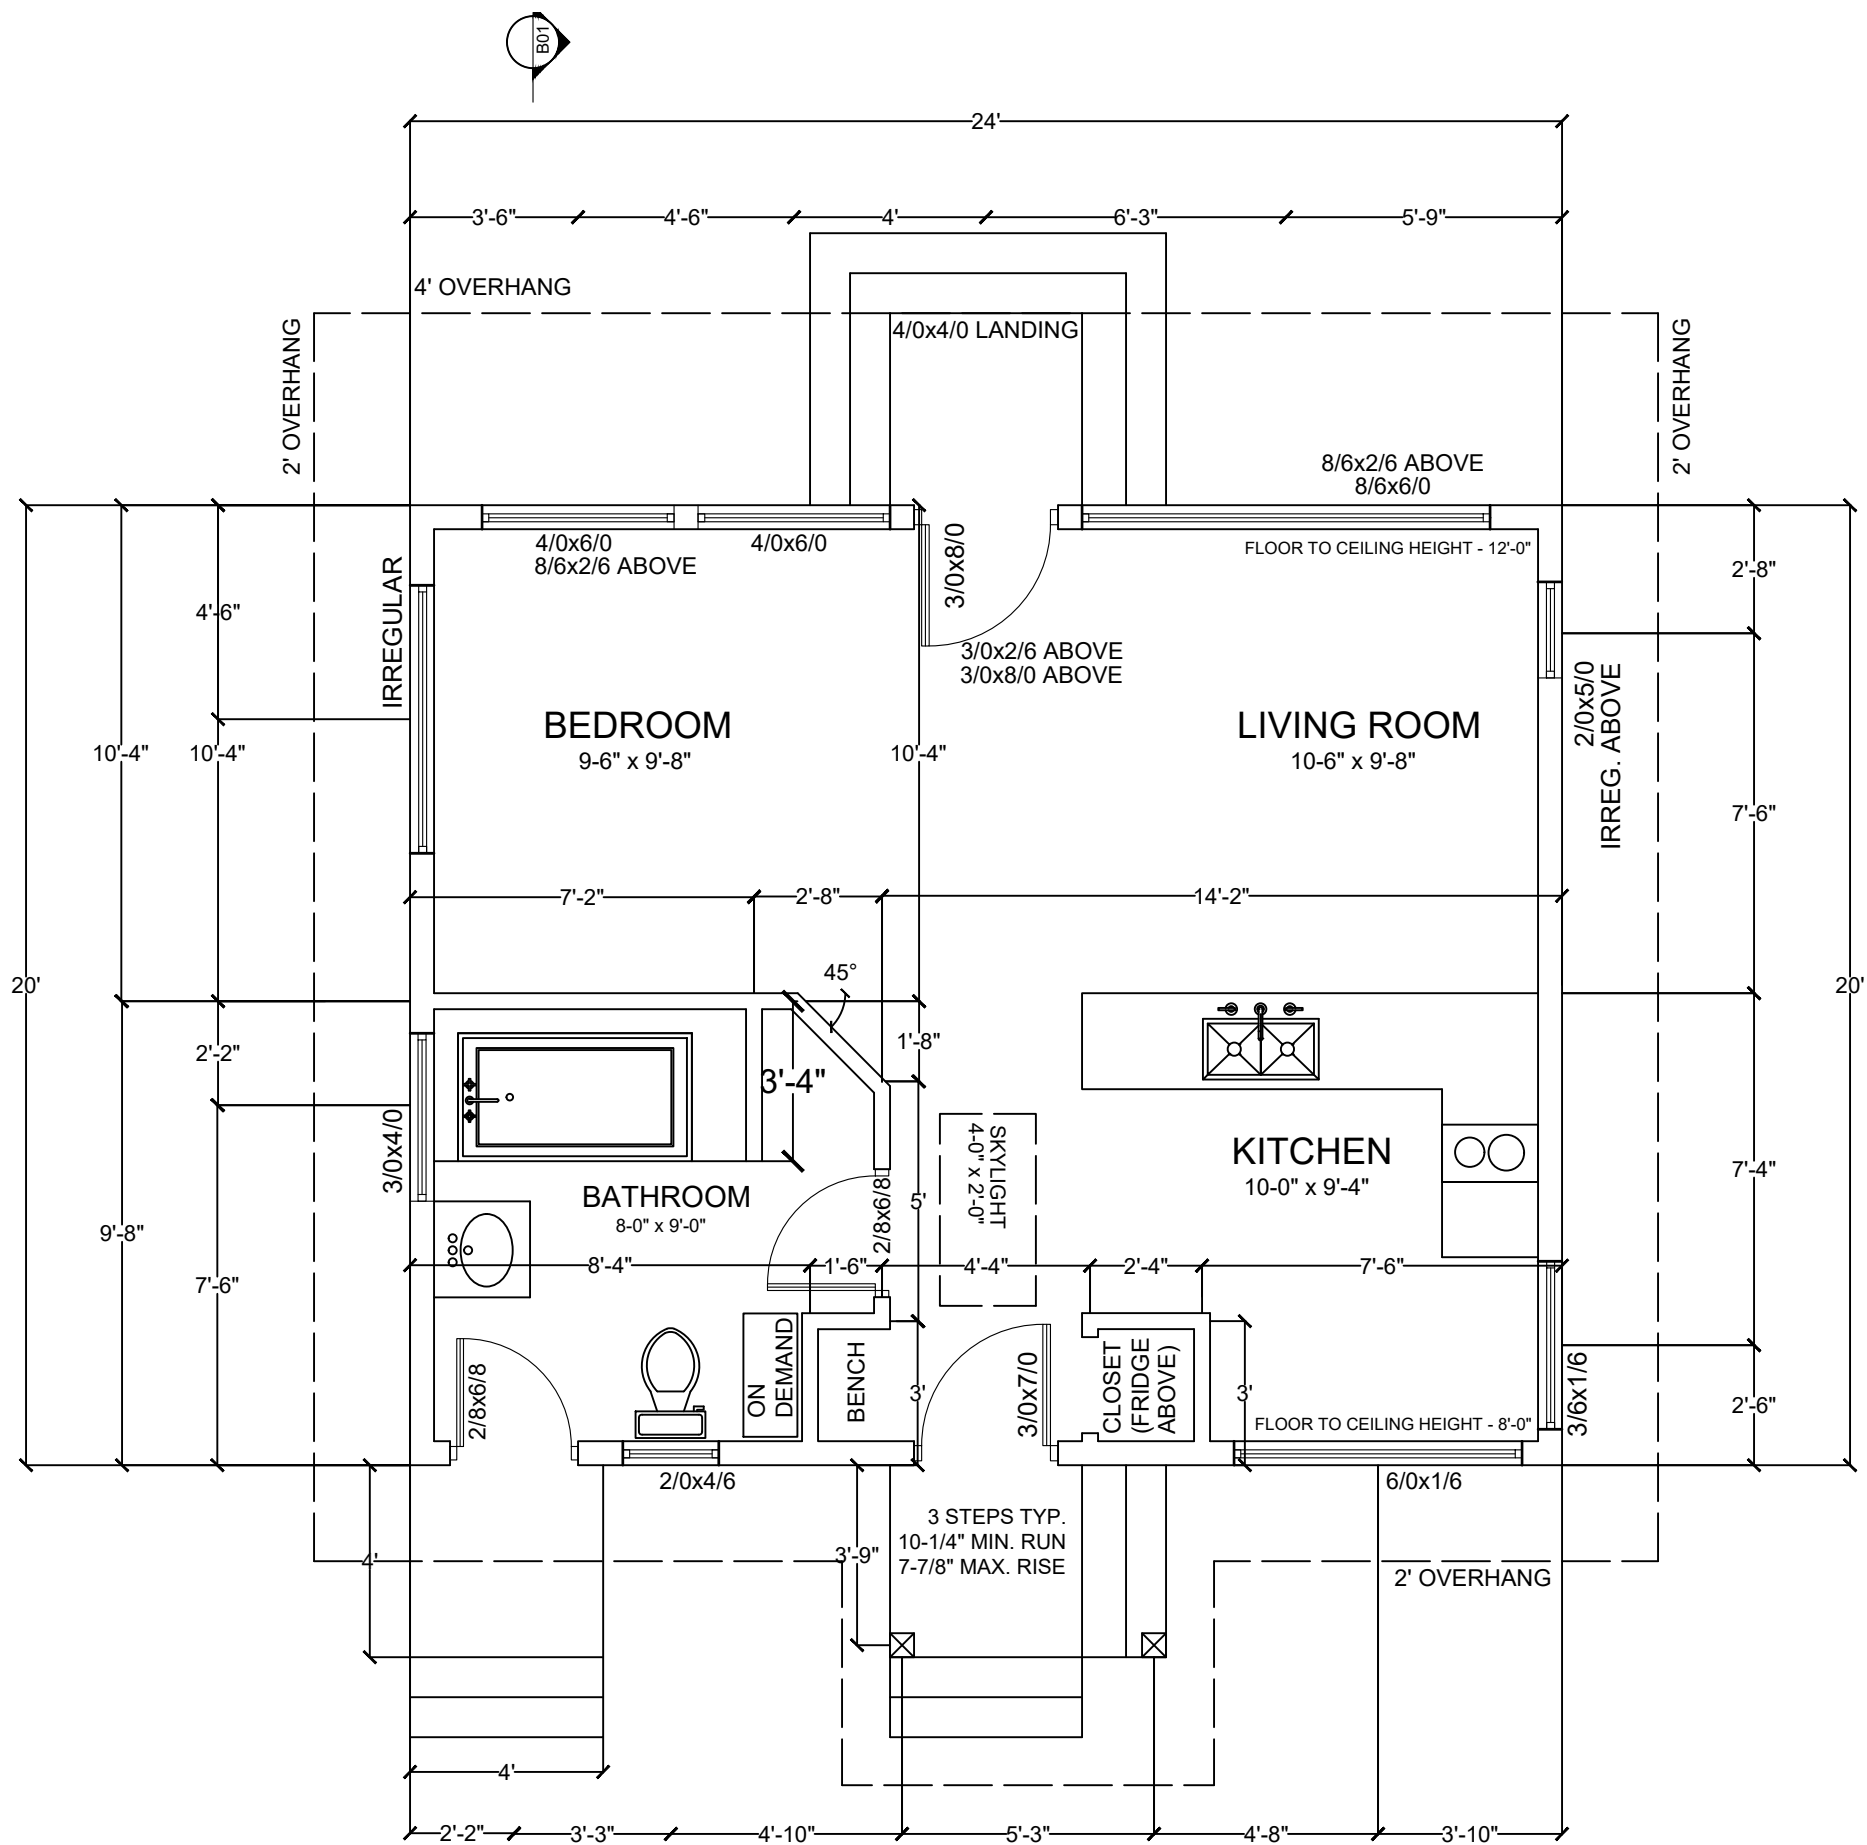 B01
24'
3'-6"
4'-6"
4'
6'-3"
5'-9"
4' OVERHANG
2' OVERHANG
4/0x4/0 LANDING
2' OVERHANG
8/6x2/6 ABOVE
8/6x6/0
4/0x6/0
8/6x2/6 ABOVE
4/0x6/0
3/0x8/0
FLOOR TO CEILING HEIGHT - 12'-0"
IRREGULAR
4'-6"
2'-8"
3/0x2/6 ABOVE
3/0x8/0 ABOVE
2/0x5/0
IRREG. ABOVE
BEDROOM
9-6" x 9'-8"
LIVING ROOM
10-6" x 9'-8"
10'-4"
10'-4"
10'-4"
7'-6"
7'-2"
2'-8"
14'-2"
20'
45°
20'
2'-2"
1'-8"
3'-4"
3/0x4/0
SKYLIGHT
4-0" x 2'-0"
KITCHEN
10-0" x 9'-4"
7'-4"
BATHROOM
8-0" x 9'-0"
2/8x6/8
5'
9'-8"
7'-6"
8'-4"
1'-6"
4'-4"
2'-4"
7'-6"
2/8x6/8
ON
DEMAND
BENCH
3'
3/0x7/0
CLOSET
(FRIDGE
ABOVE)
3'
FLOOR TO CEILING HEIGHT - 8'-0"
3/6x1/6
2'-6"
2/0x4/6
6/0x1/6
3 STEPS TYP.
10-1/4" MIN. RUN
7-7/8" MAX. RISE
4'
3'-9"
2' OVERHANG
4'
2'-2"
3'-3"
4'-10"
5'-3"
4'-8"
3'-10"